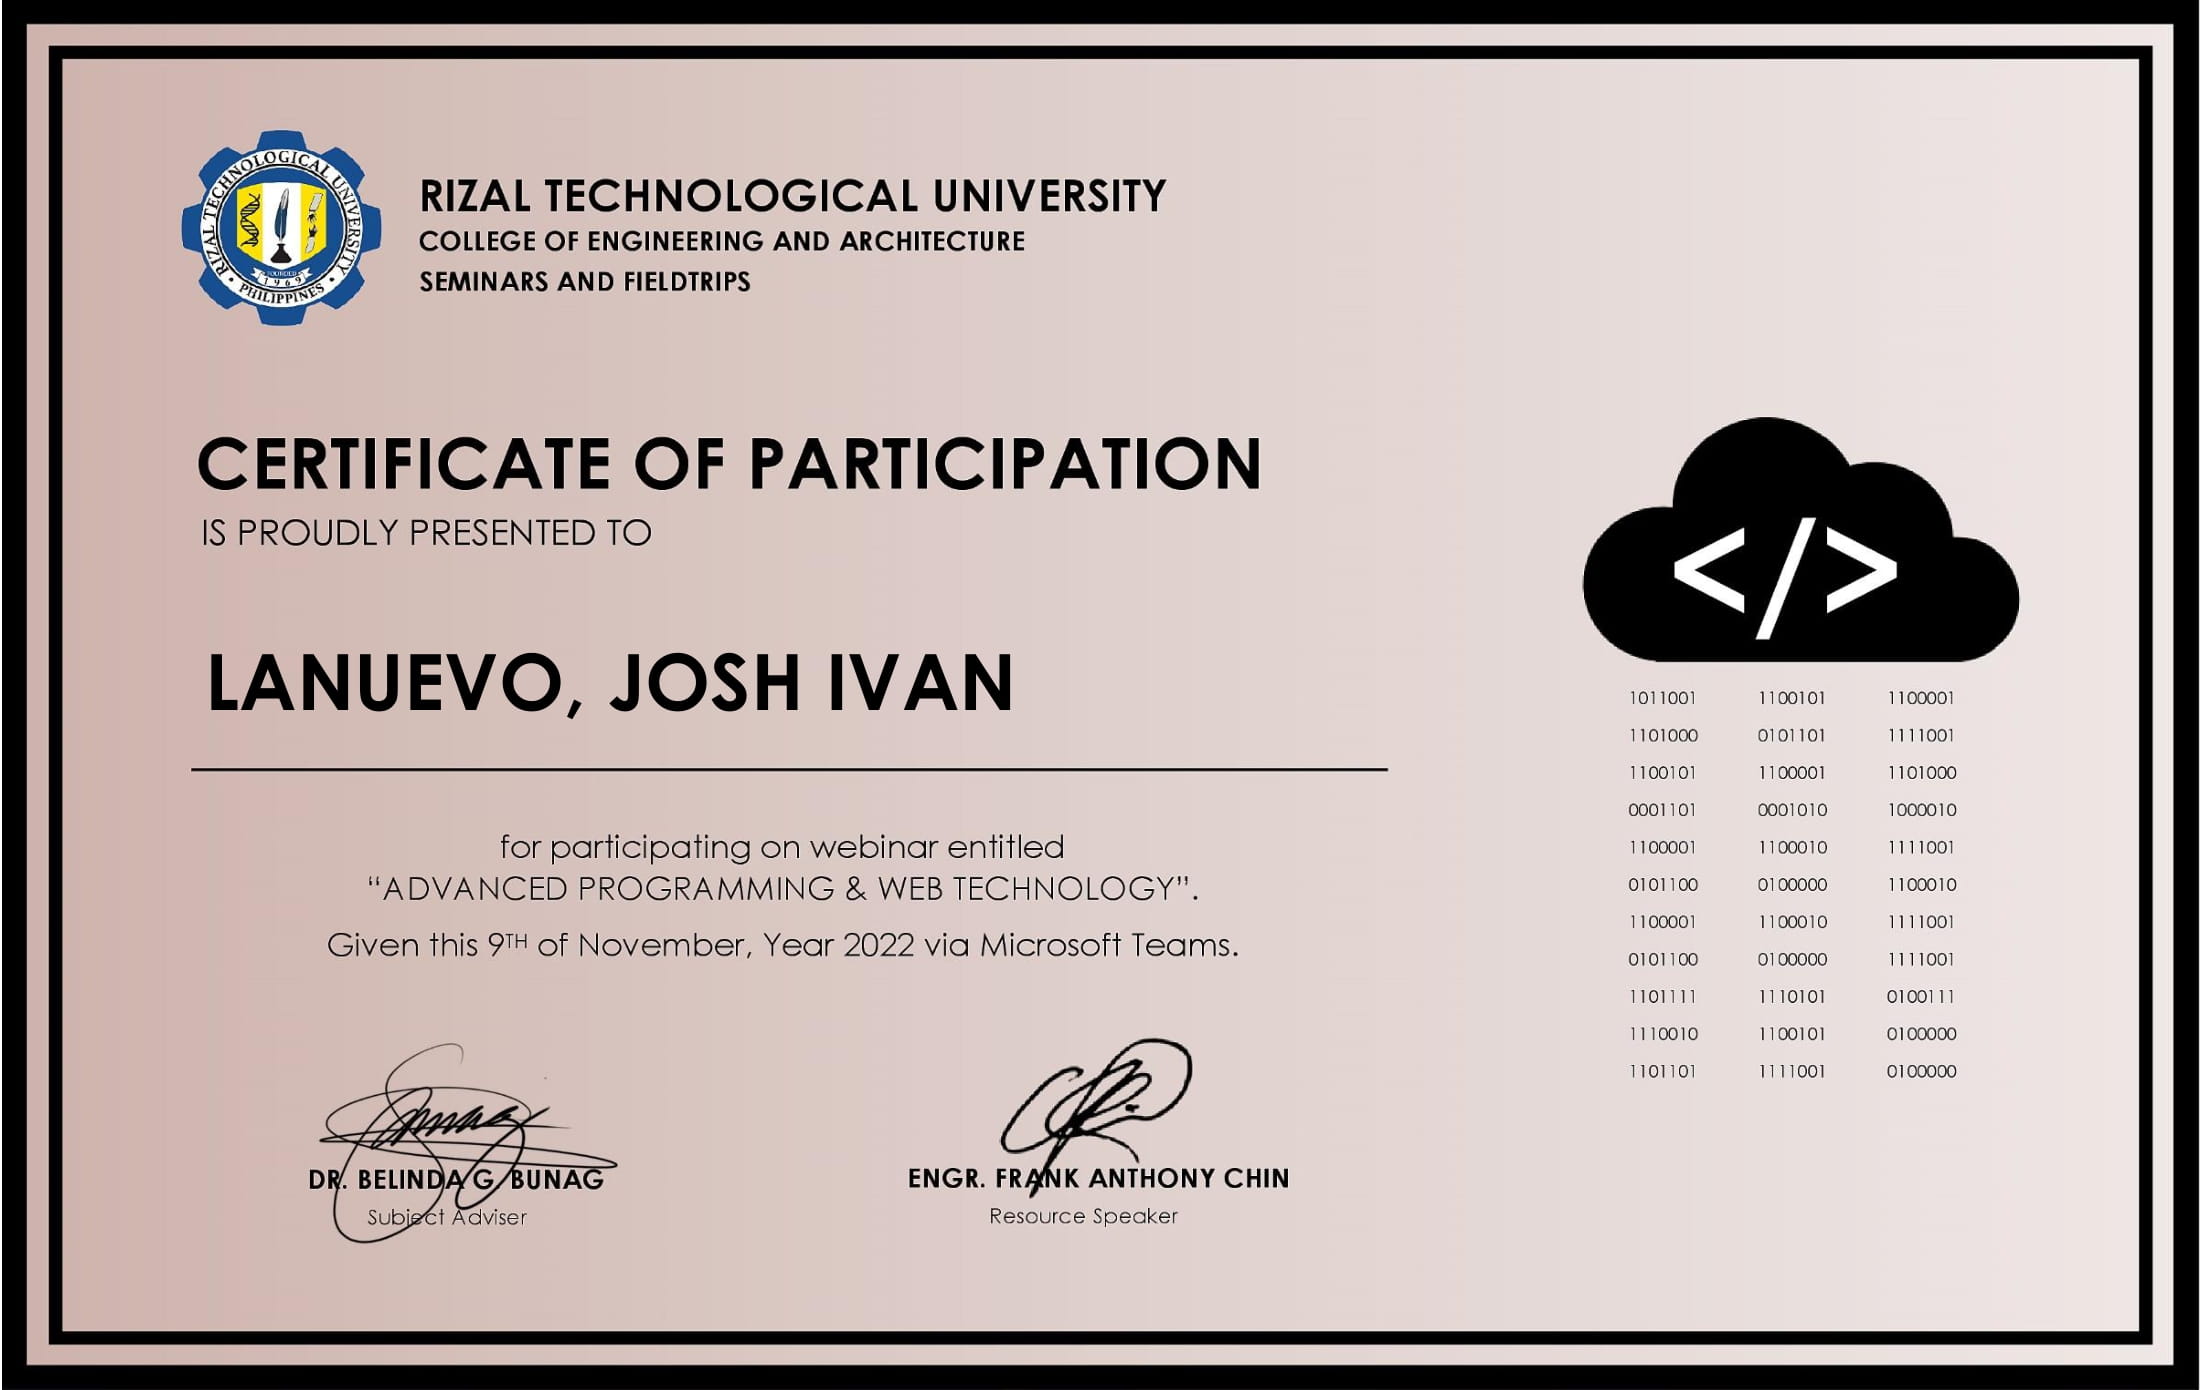 RIZAL TECHNOLOGICAL UNIVERSITY
PHILIPPINES
FOUNDED
1969
RIZAL TECHNOLOGICAL UNIVERSITY
COLLEGE OF ENGINEERING AND ARCHITECTURE
SEMINARS AND FIELDTRIPS
CERTIFICATE OF PARTICIPATION
IS PROUDLY PRESENTED TO
LANUEVO, JOSH IVAN
for participating on webinar entitled
“ADVANCED PROGRAMMING & WEB TECHNOLOGY”.
Given this 9TH of November, Year 2022 via Microsoft Teams.
DR. BELINDA G. BUNAG
Subject Adviser
ENGR. FRANK ANTHONY CHIN
Resource Speaker
</>
1011001 1100101 1100001
1101000 0101101 1111001
1100101 1100001 1101000
0001101 0001010 1000010
1100001 1100010 1111001
0101100 0100000 1100010
1100001 1100010 1111001
0101100 0100000 1111001
1101111 1110101 0100111
1110010 1100101 0100000
1101101 1111001 0100000